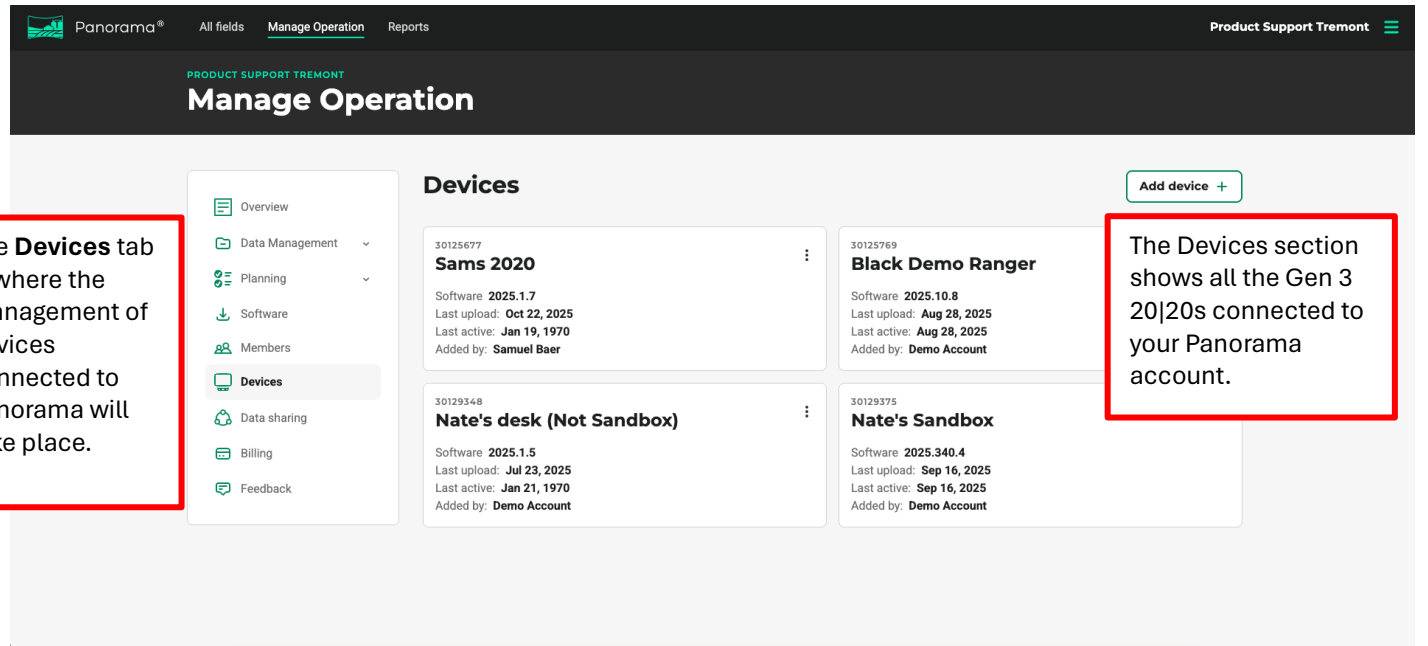 Panorama® All fields Manage Operation Reports Product Support Tremont
PRODUCT SUPPORT TREMONT
Manage Operation
Overview
Data Management
Planning
Software
Members
Devices
Data sharing
Billing
Feedback
Devices
Add device +
30125677
Sams 2020
Software 2025.1.7
Last upload: Oct 22, 2025
Last active: Jan 19, 1970
Added by: Samuel Baer
30125769
Black Demo Ranger
Software 2025.10.8
Last upload: Aug 28, 2025
Last active: Aug 28, 2025
Added by: Demo Account
30129348
Nate's desk (Not Sandbox)
Software 2025.1.5
Last upload: Jul 23, 2025
Last active: Jan 21, 1970
Added by: Demo Account
30129375
Nate's Sandbox
Software 2025.340.4
Last upload: Sep 16, 2025
Last active: Sep 16, 2025
Added by: Demo Account
Devices tab
where the
of
to
will
place.
The Devices section
shows all the Gen 3
20|20s connected to
your Panorama
account.